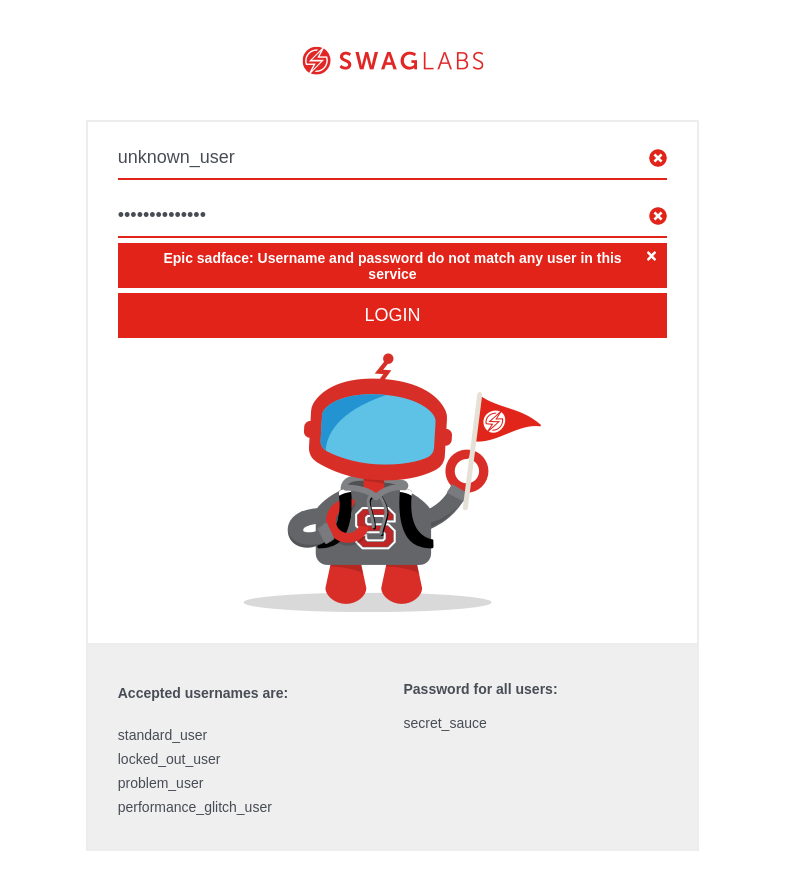 SWAGLABS
unknown_user
••••••••••••••
Epic sadface: Username and password do not match any user in this
service
LOGIN
S
Accepted usernames are:
standard_user
locked_out_user
problem_user
performance_glitch_user
Password for all users:
secret_sauce